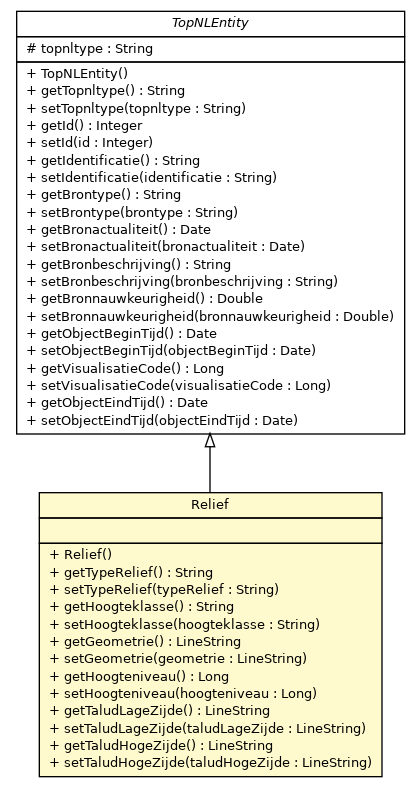 TopNLEntity
# topnltype : String
+ TopNLEntity()
+ getTopnltype() : String
+ setTopnltype(topnltype : String)
+ getId() : Integer
+ setId(id : Integer)
+ getIdentificatie() : String
+ setIdentificatie(identificatie : String)
+ getBrontype() : String
+ setBrontype(brontype : String)
+ getBronactualiteit() : Date
+ setBronactualiteit(bronactualiteit : Date)
+ getBronbeschrijving() : String
+ setBronbeschrijving(bronbeschrijving : String)
+ getBronnauwkeurigheid() : Double
+ setBronnauwkeurigheid(bronnauwkeurigheid : Double)
+ getObjectBeginTijd() : Date
+ setObjectBeginTijd(objectBeginTijd : Date)
+ getVisualisatieCode() : Long
+ setVisualisatieCode(visualisatieCode : Long)
+ getObjectEindTijd() : Date
+ setObjectEindTijd(objectEindTijd : Date)
Relief
+ Relief()
+ getTypeRelief() : String
+ setTypeRelief(typeRelief : String)
+ getHoogteklasse() : String
+ setHoogteklasse(hoogteklasse : String)
+ getGeometrie() : LineString
+ setGeometrie(geometrie : LineString)
+ getHoogteniveau() : Long
+ setHoogteniveau(hoogteniveau : Long)
+ getTaludLageZijde() : LineString
+ setTaludLageZijde(taludLageZijde : LineString)
+ getTaludHogeZijde() : LineString
+ setTaludHogeZijde(taludHogeZijde : LineString)